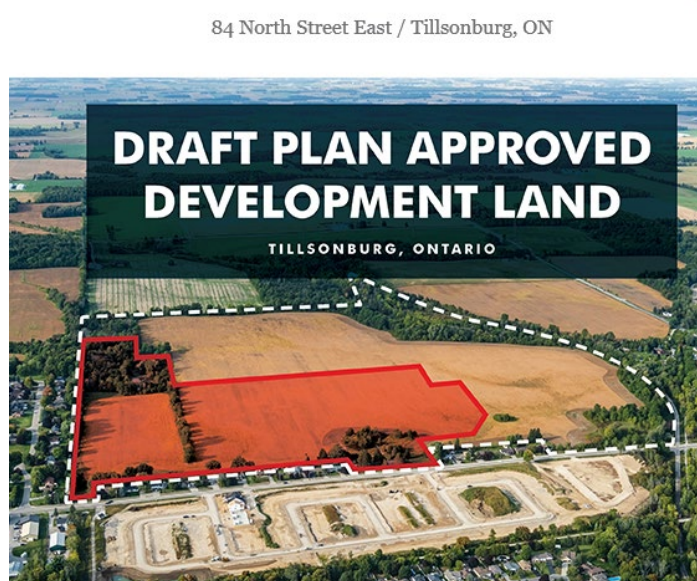 84 North Street East / Tillsonburg, ON
DRAFT PLAN APPROVED
DEVELOPMENT LAND
TILLSONBURG, ONTARIO